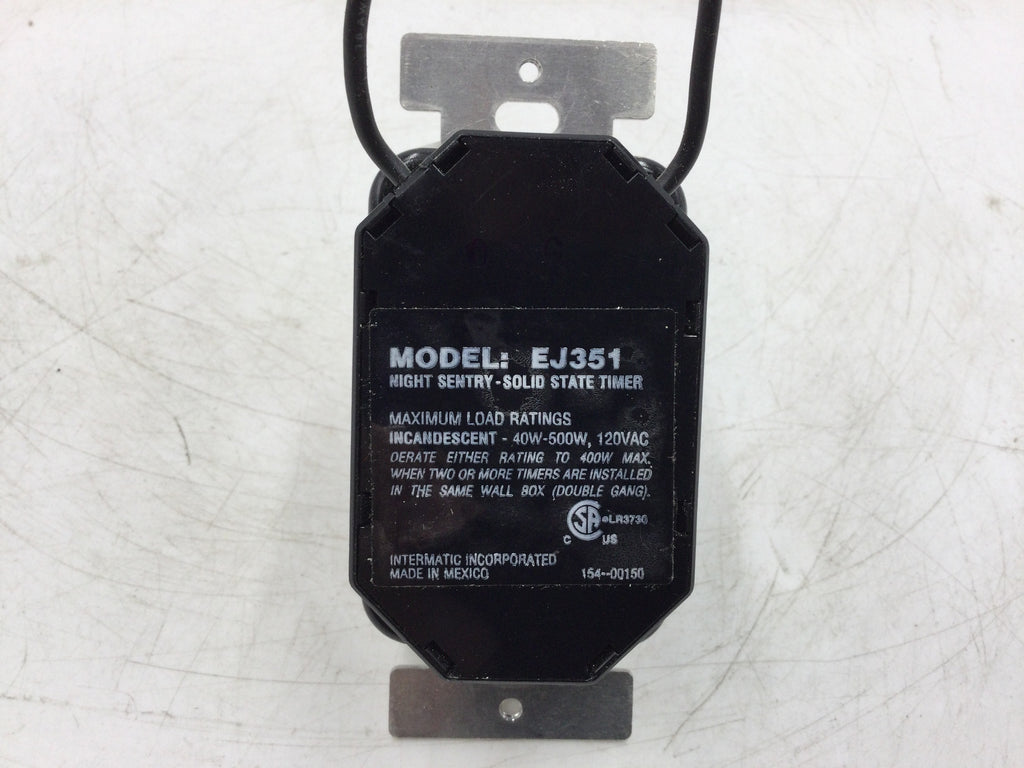 MODEL: EJ351
NIGHT SENTRY-SOLID STATE TIMER
MAXIMUM LOAD RATINGS
INCANDESCENT - 40W-500W, 120VAC
DERATE EITHER RATING TO 400W MAX.
WHEN TWO OR MORE TIMERS ARE INSTALLED
IN THE SAME WALL BOX (DOUBLE GANG).
SA ®LR3730
C US
INTERMATIC INCORPORATED
MADE IN MEXICO 154--00150